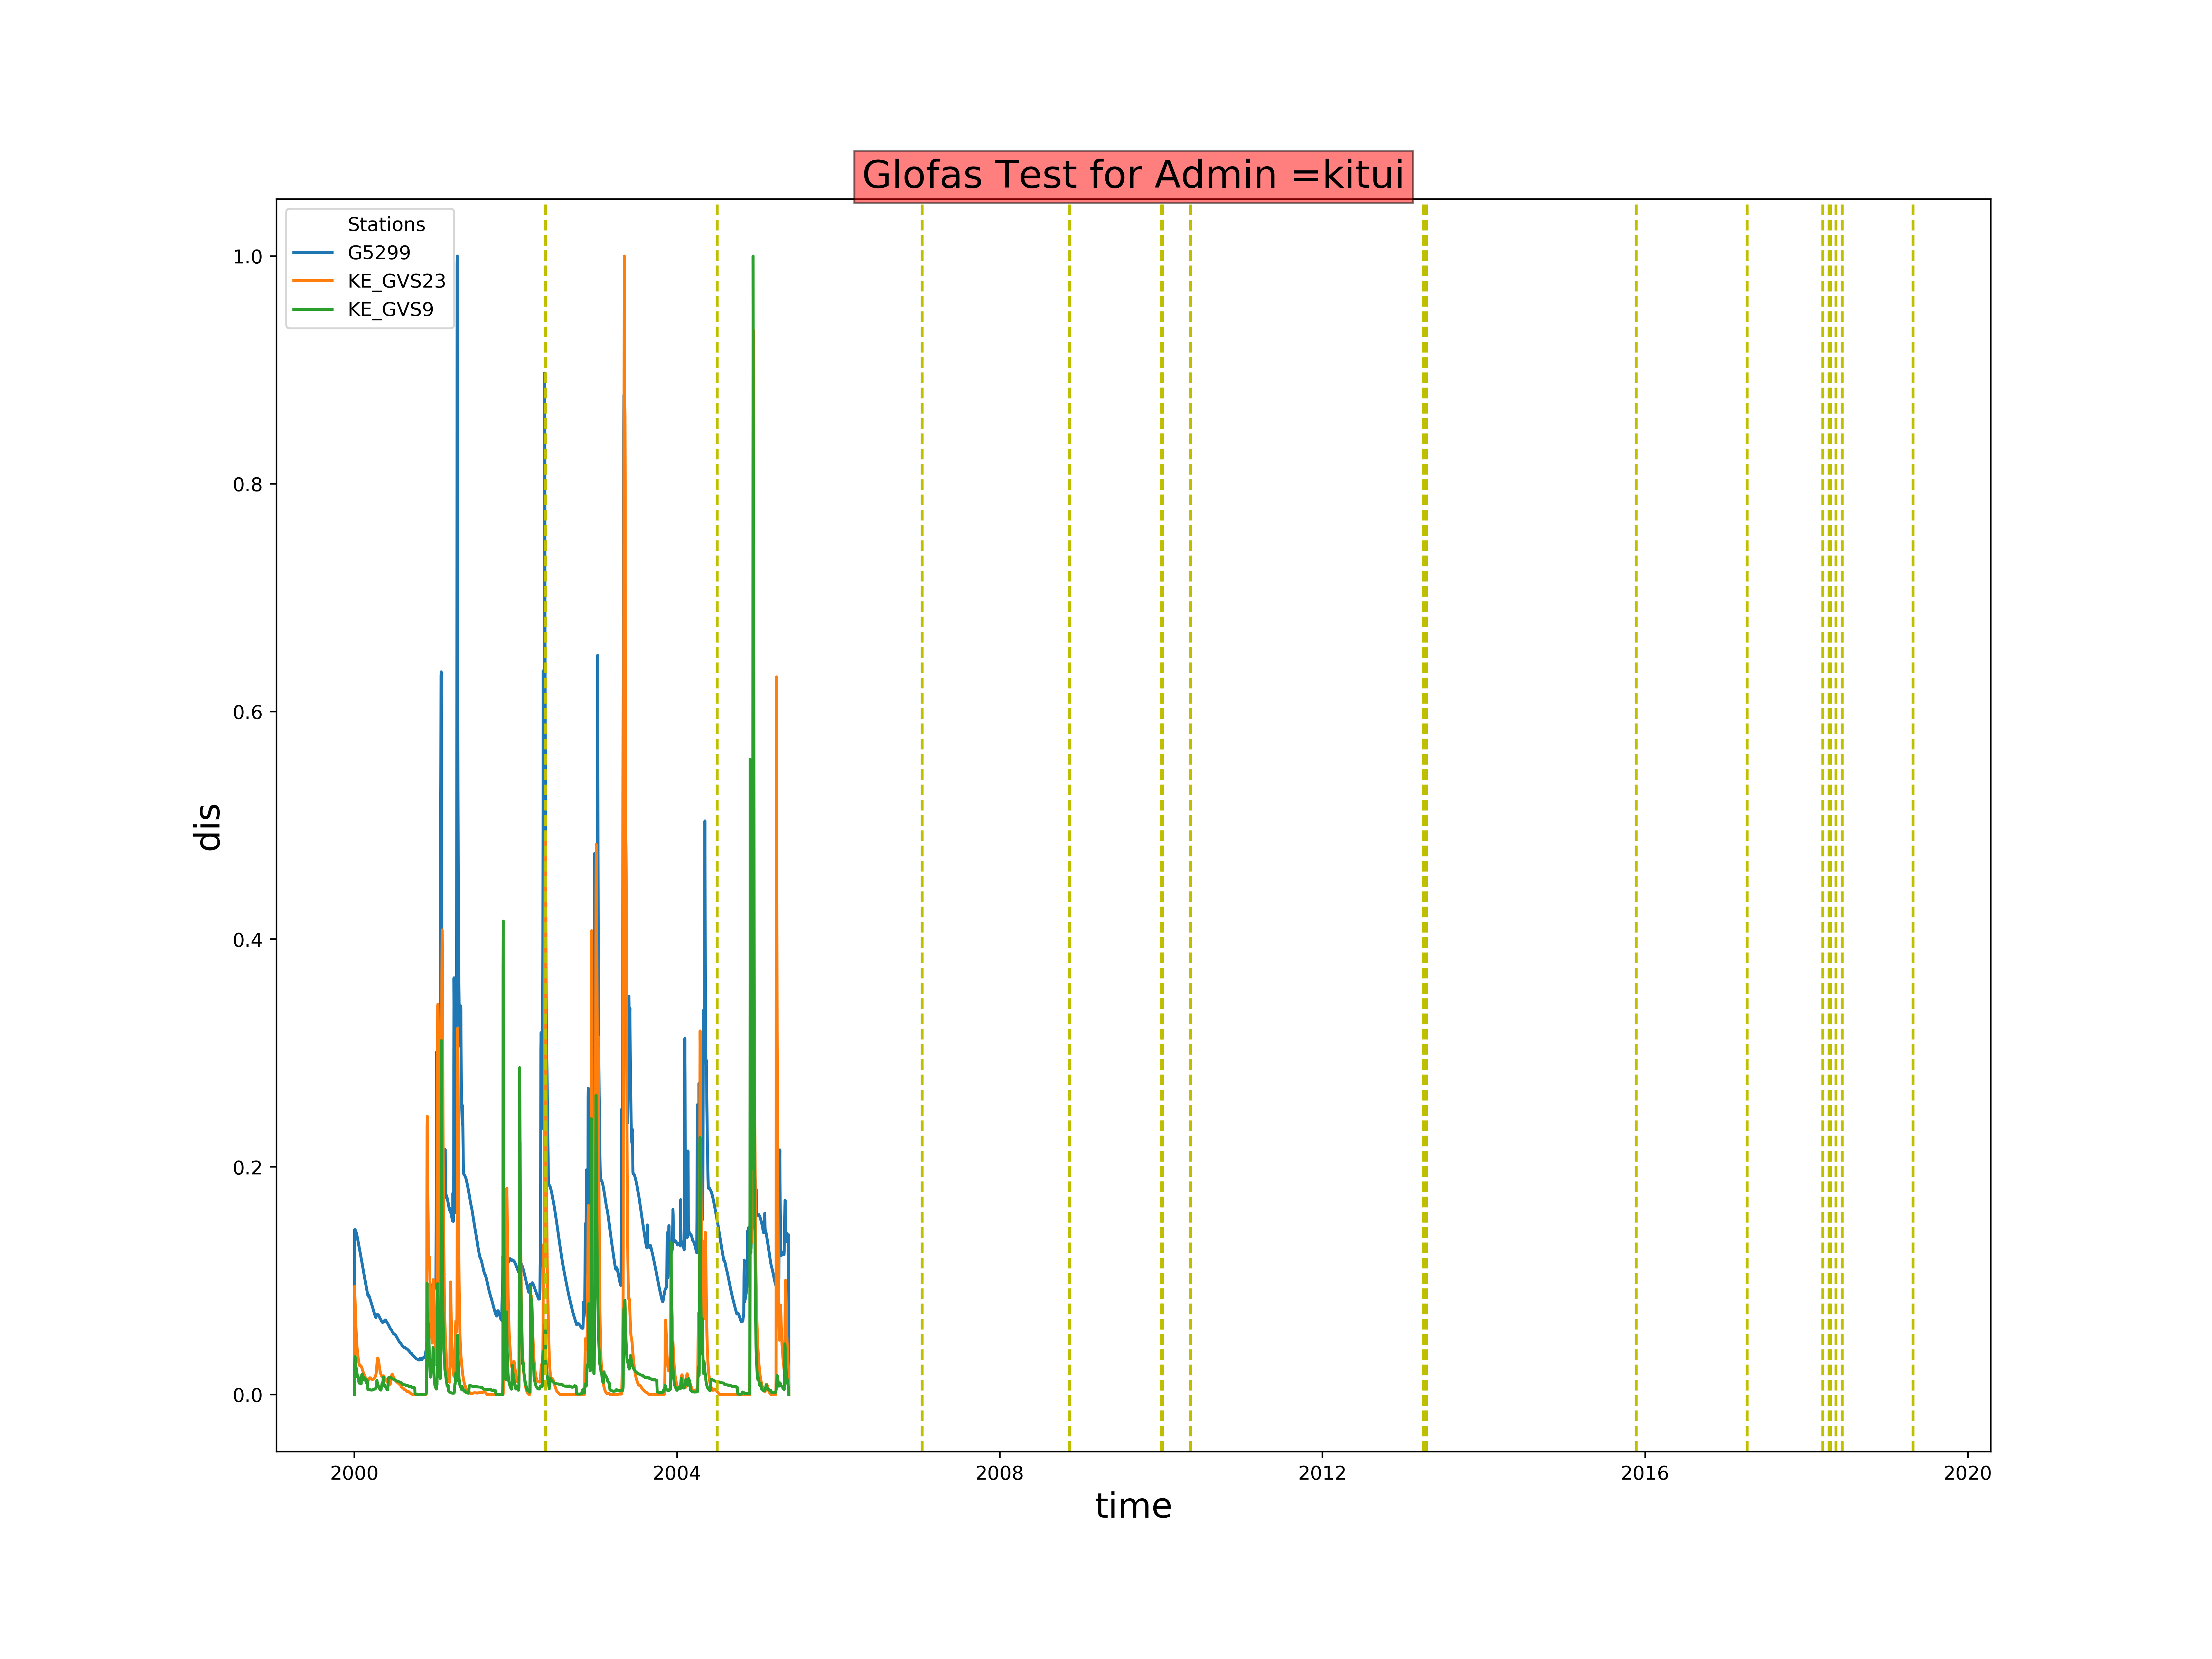 Glofas Test for Admin =kitui
Stations
G5299
KE_GVS23
KE_GVS9
1.0
0.8
0.6
0.4
0.2
0.0
dis
2000 2004 2008 2012 2016 2020
time